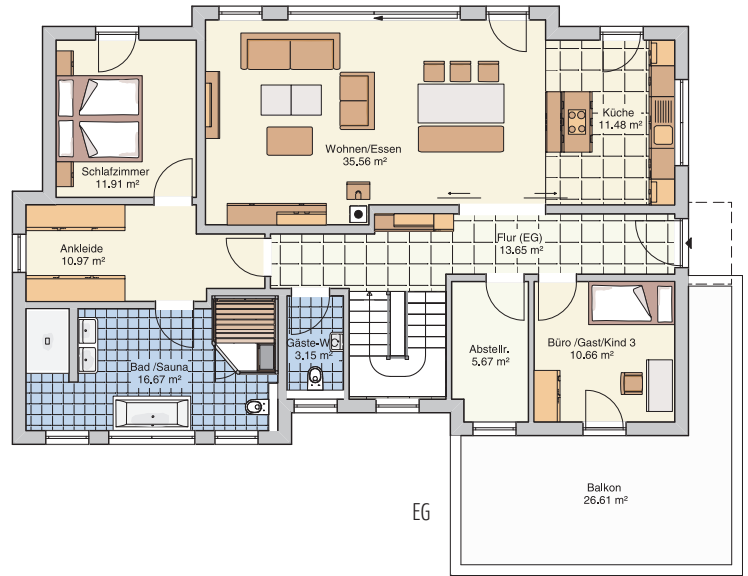 Küche
11.48 m²
Wohnen/Essen
35.56 m²
Schlafzimmer
11.91 m²
Ankleide
10.97 m²
Flur (EG)
13.65 m²
Gäste-W
3.15 m²
Abstellr.
5.67 m²
Büro /Gast/Kind 3
10.66 m²
Bad /Sauna
16.67 m²
Balkon
26.61 m²
EG